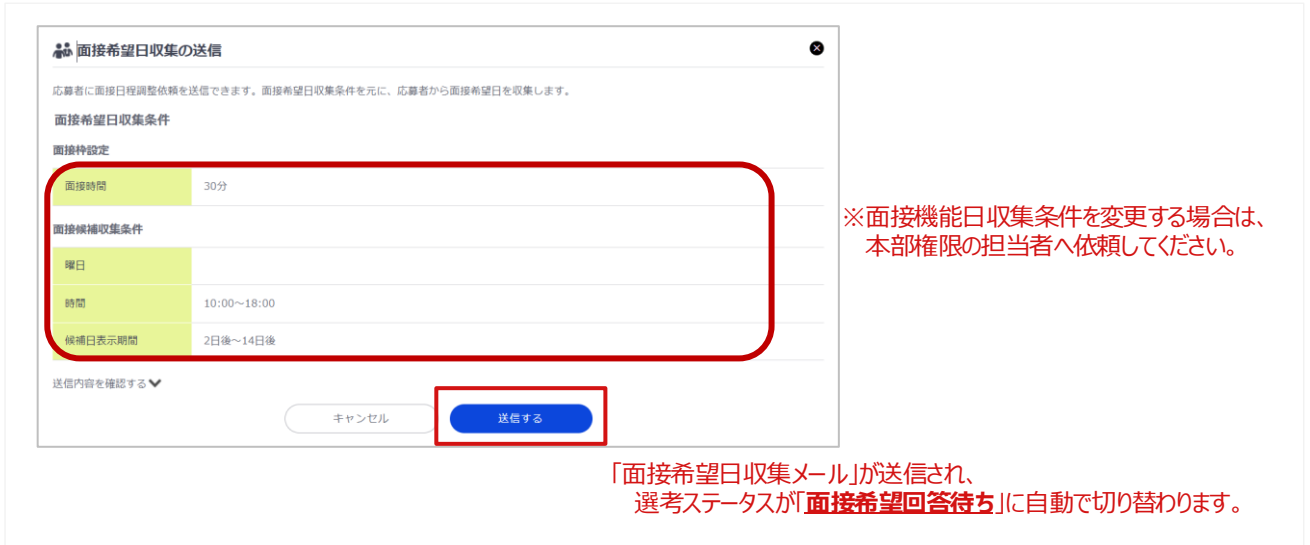 面接希望日収集の送信
応募者に面接日程調整依頼を送信できます。面接希望日収集条件を元に、応募者から面接希望日を収集します。
面接希望日収集条件
面接枠設定
面接時間 30分
面接候補収集条件
曜日
時間 10:00～18:00
候補日表示期間 2日後～14日後
送信内容を確認する
キャンセル 送信する
※面接機能日収集条件を変更する場合は、
本部権限の担当者へ依頼してください。
「面接希望日収集メール」が送信され、
選考ステータスが「面接希望回答待ち」に自動で切り替わります。